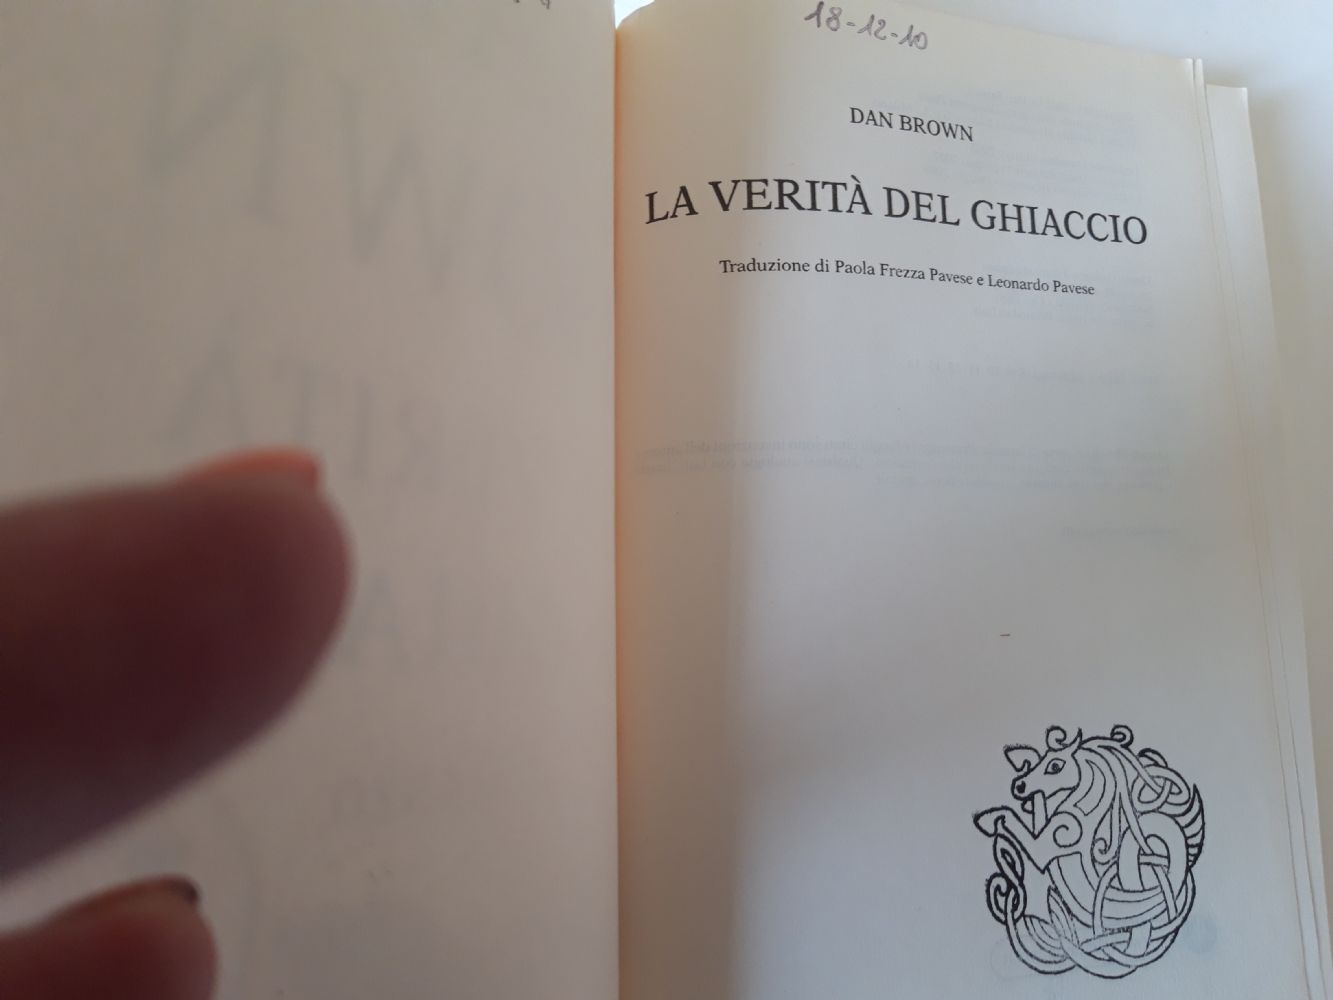 18-12-10
DAN BROWN
LA VERITÀ DEL GHIACCIO
Traduzione di Paola Frezza Pavese e Leonardo Pavese